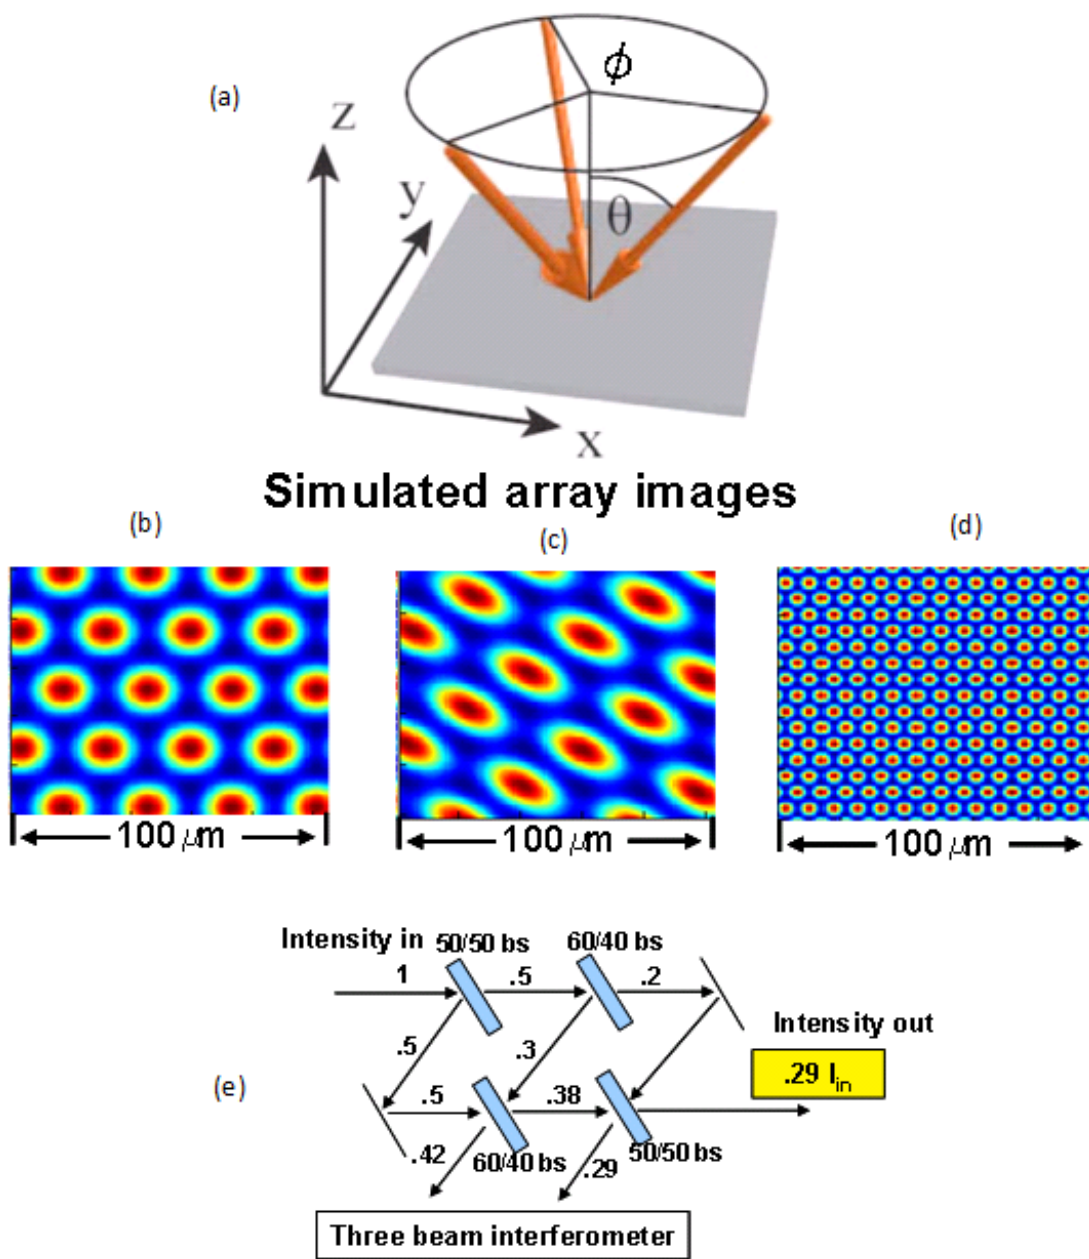 (a)
ϕ
z
y
θ
x
Simulated array images
(b)
(c)
(d)
100 μm
100 μm
100 μm
Intensity in
50/50 bs
60/40 bs
1
.5
.2
Intensity out
.5
.3
.29 Iin
(e)
.5
.38
.42
60/40 bs
.29
50/50 bs
Three beam interferometer